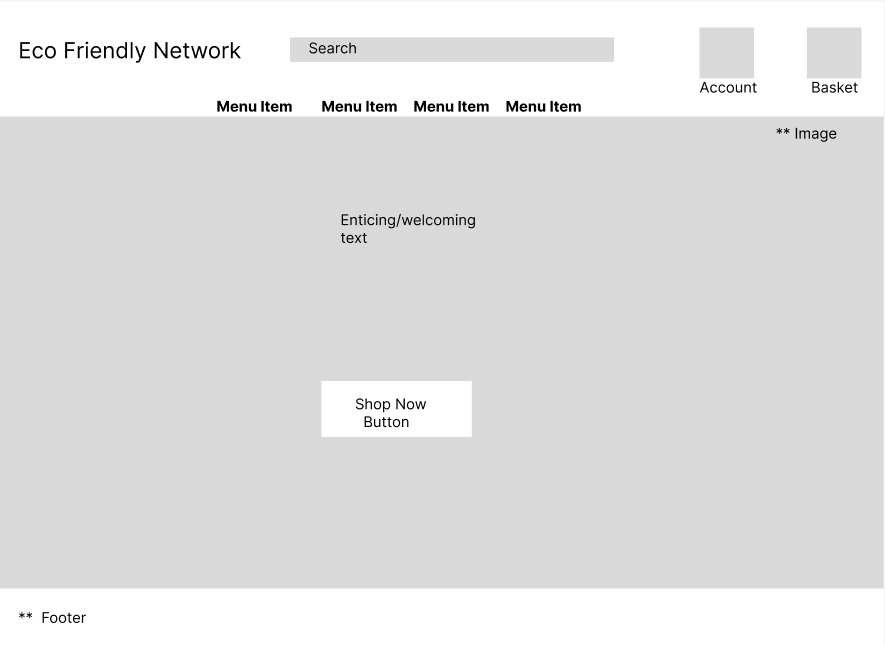 Eco Friendly Network
Search
Account
Basket
Menu Item Menu Item Menu Item Menu Item
** Image
Enticing/welcoming
text
Shop Now
Button
** Footer